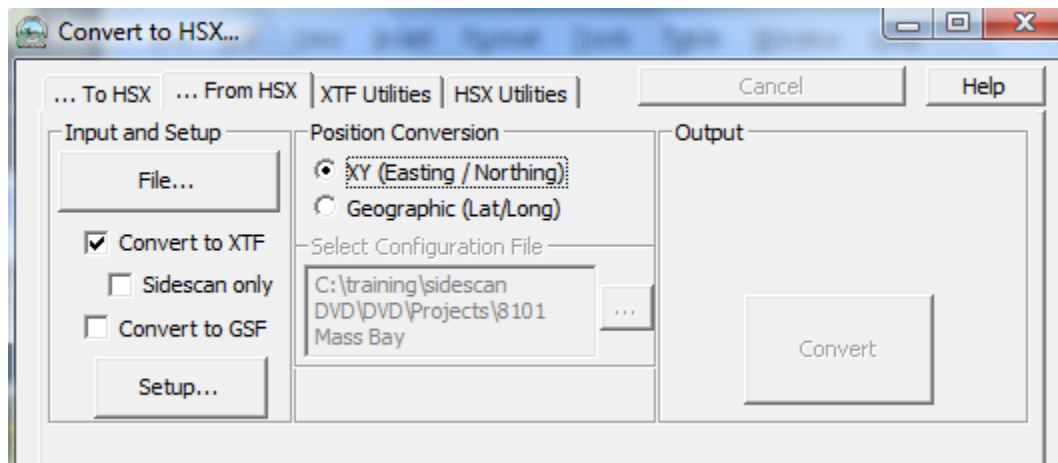 Convert to HSX...
... To HSX
... From HSX
XTF Utilities
HSX Utilities
Cancel
Help
Input and Setup
File...
Convert to XTF
Sidescan only
Convert to GSF
Setup...
Position Conversion
XY (Easting / Northing)
Geographic (Lat/Long)
Select Configuration File
C:\training\sidescan
DVD\DVD\Projects\8101
Mass Bay
...
Output
Convert